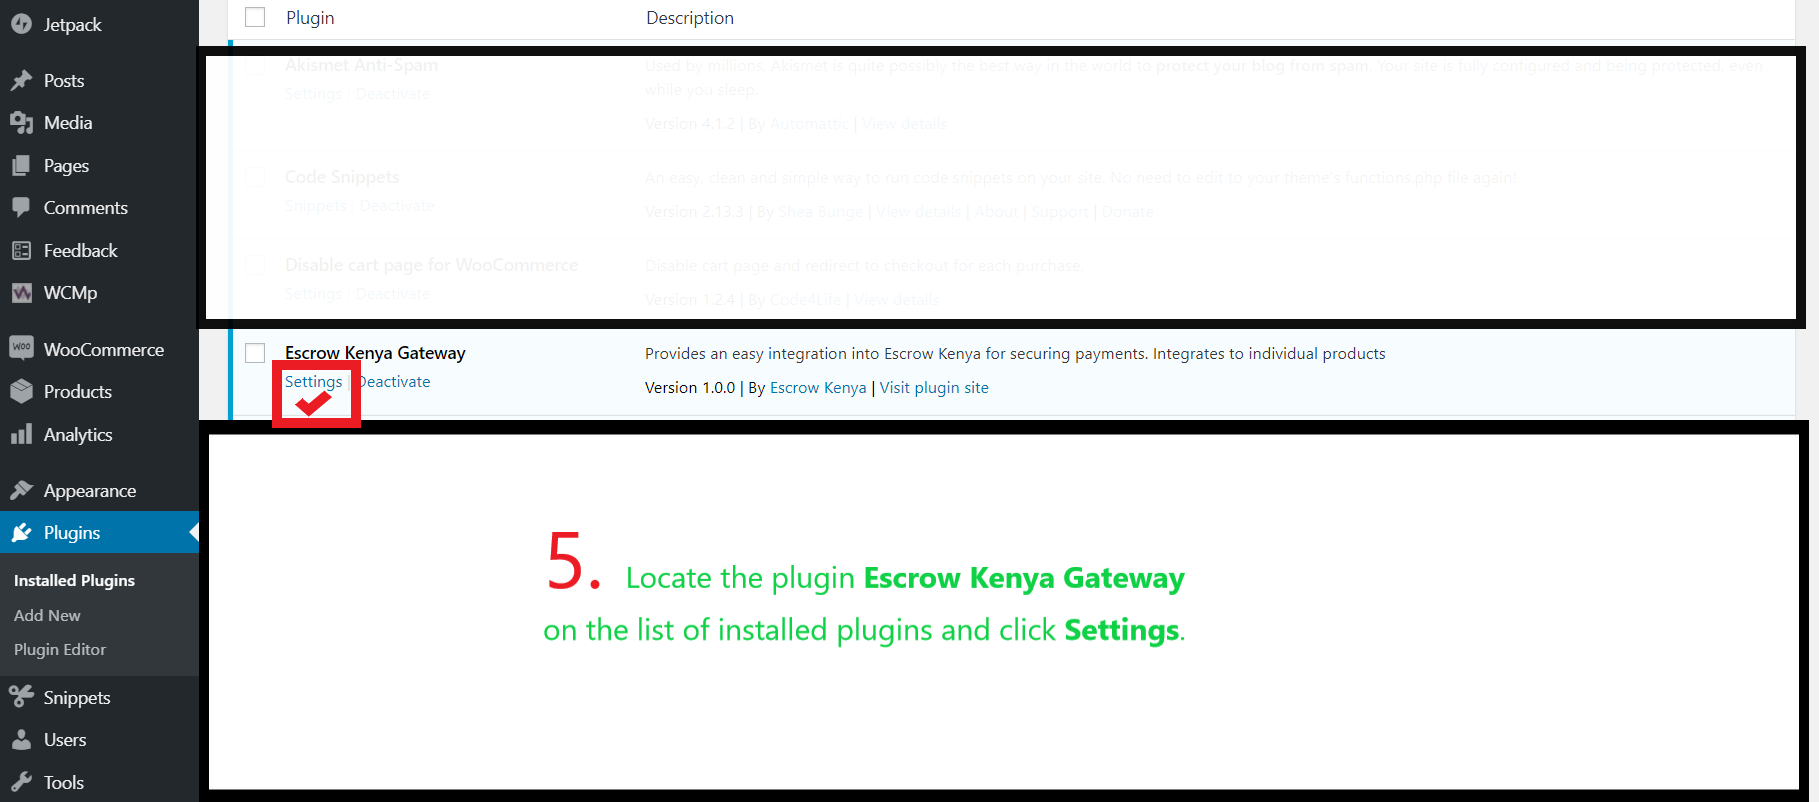 Jetpack
Posts
Media
Pages
Comments
Feedback
WCMp
WooCommerce
Products
Analytics
Appearance
Plugins
Installed Plugins
Add New
Plugin Editor
Snippets
Users
Tools
Plugin Description
Akismet Anti-Spam
Settings | Deactivate
Used by millions, Akismet is quite possibly the best way in the world to protect your blog from spam. Your site is fully configured and being protected, even
while you sleep.
Version 4.1.2 | By Automattic | View details
Code Snippets
Snippets | Deactivate
An easy, clean and simple way to run code snippets on your site. No need to edit to your theme's functions.php file again!
Version 2.13.3 | By Shea Bunge | View details | About | Support | Donate
Disable cart page for WooCommerce
Settings | Deactivate
Disable cart page and redirect to checkout for each purchase.
Version 1.2.4 | By Code4Life | View details
Escrow Kenya Gateway
Settings | Deactivate
Provides an easy integration into Escrow Kenya for securing payments. Integrates to individual products
Version 1.0.0 | By Escrow Kenya | Visit plugin site
5. Locate the plugin Escrow Kenya Gateway
on the list of installed plugins and click Settings.